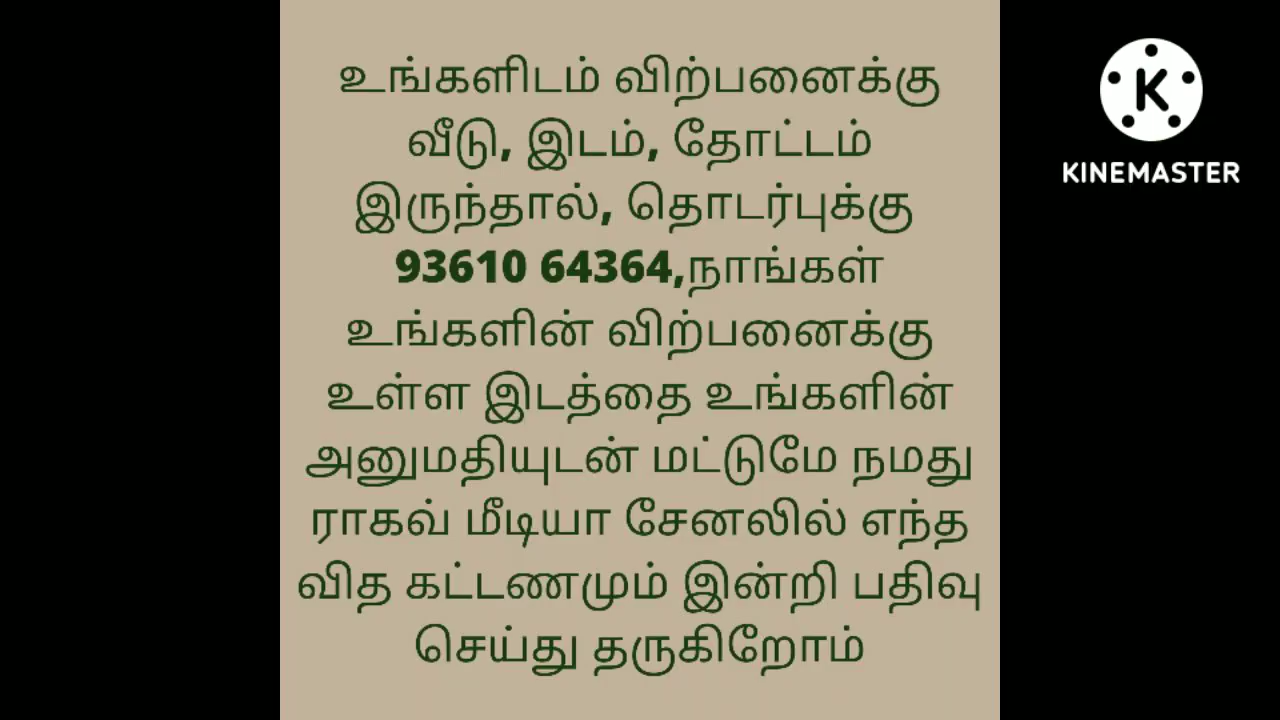 உங்களிடம் விற்பனைக்கு
வீடு, இடம், தோட்டம்
இருந்தால், தொடர்புக்கு
93610 64364,நாங்கள்
உங்களின் விற்பனைக்கு
உள்ள இடத்தை உங்களின்
அனுமதியுடன் மட்டுமே நமது
ராகவ் மீடியா சேனலில் எந்த
வித கட்டணமும் இன்றி பதிவு
செய்து தருகிறோம்
K
KINEMASTER